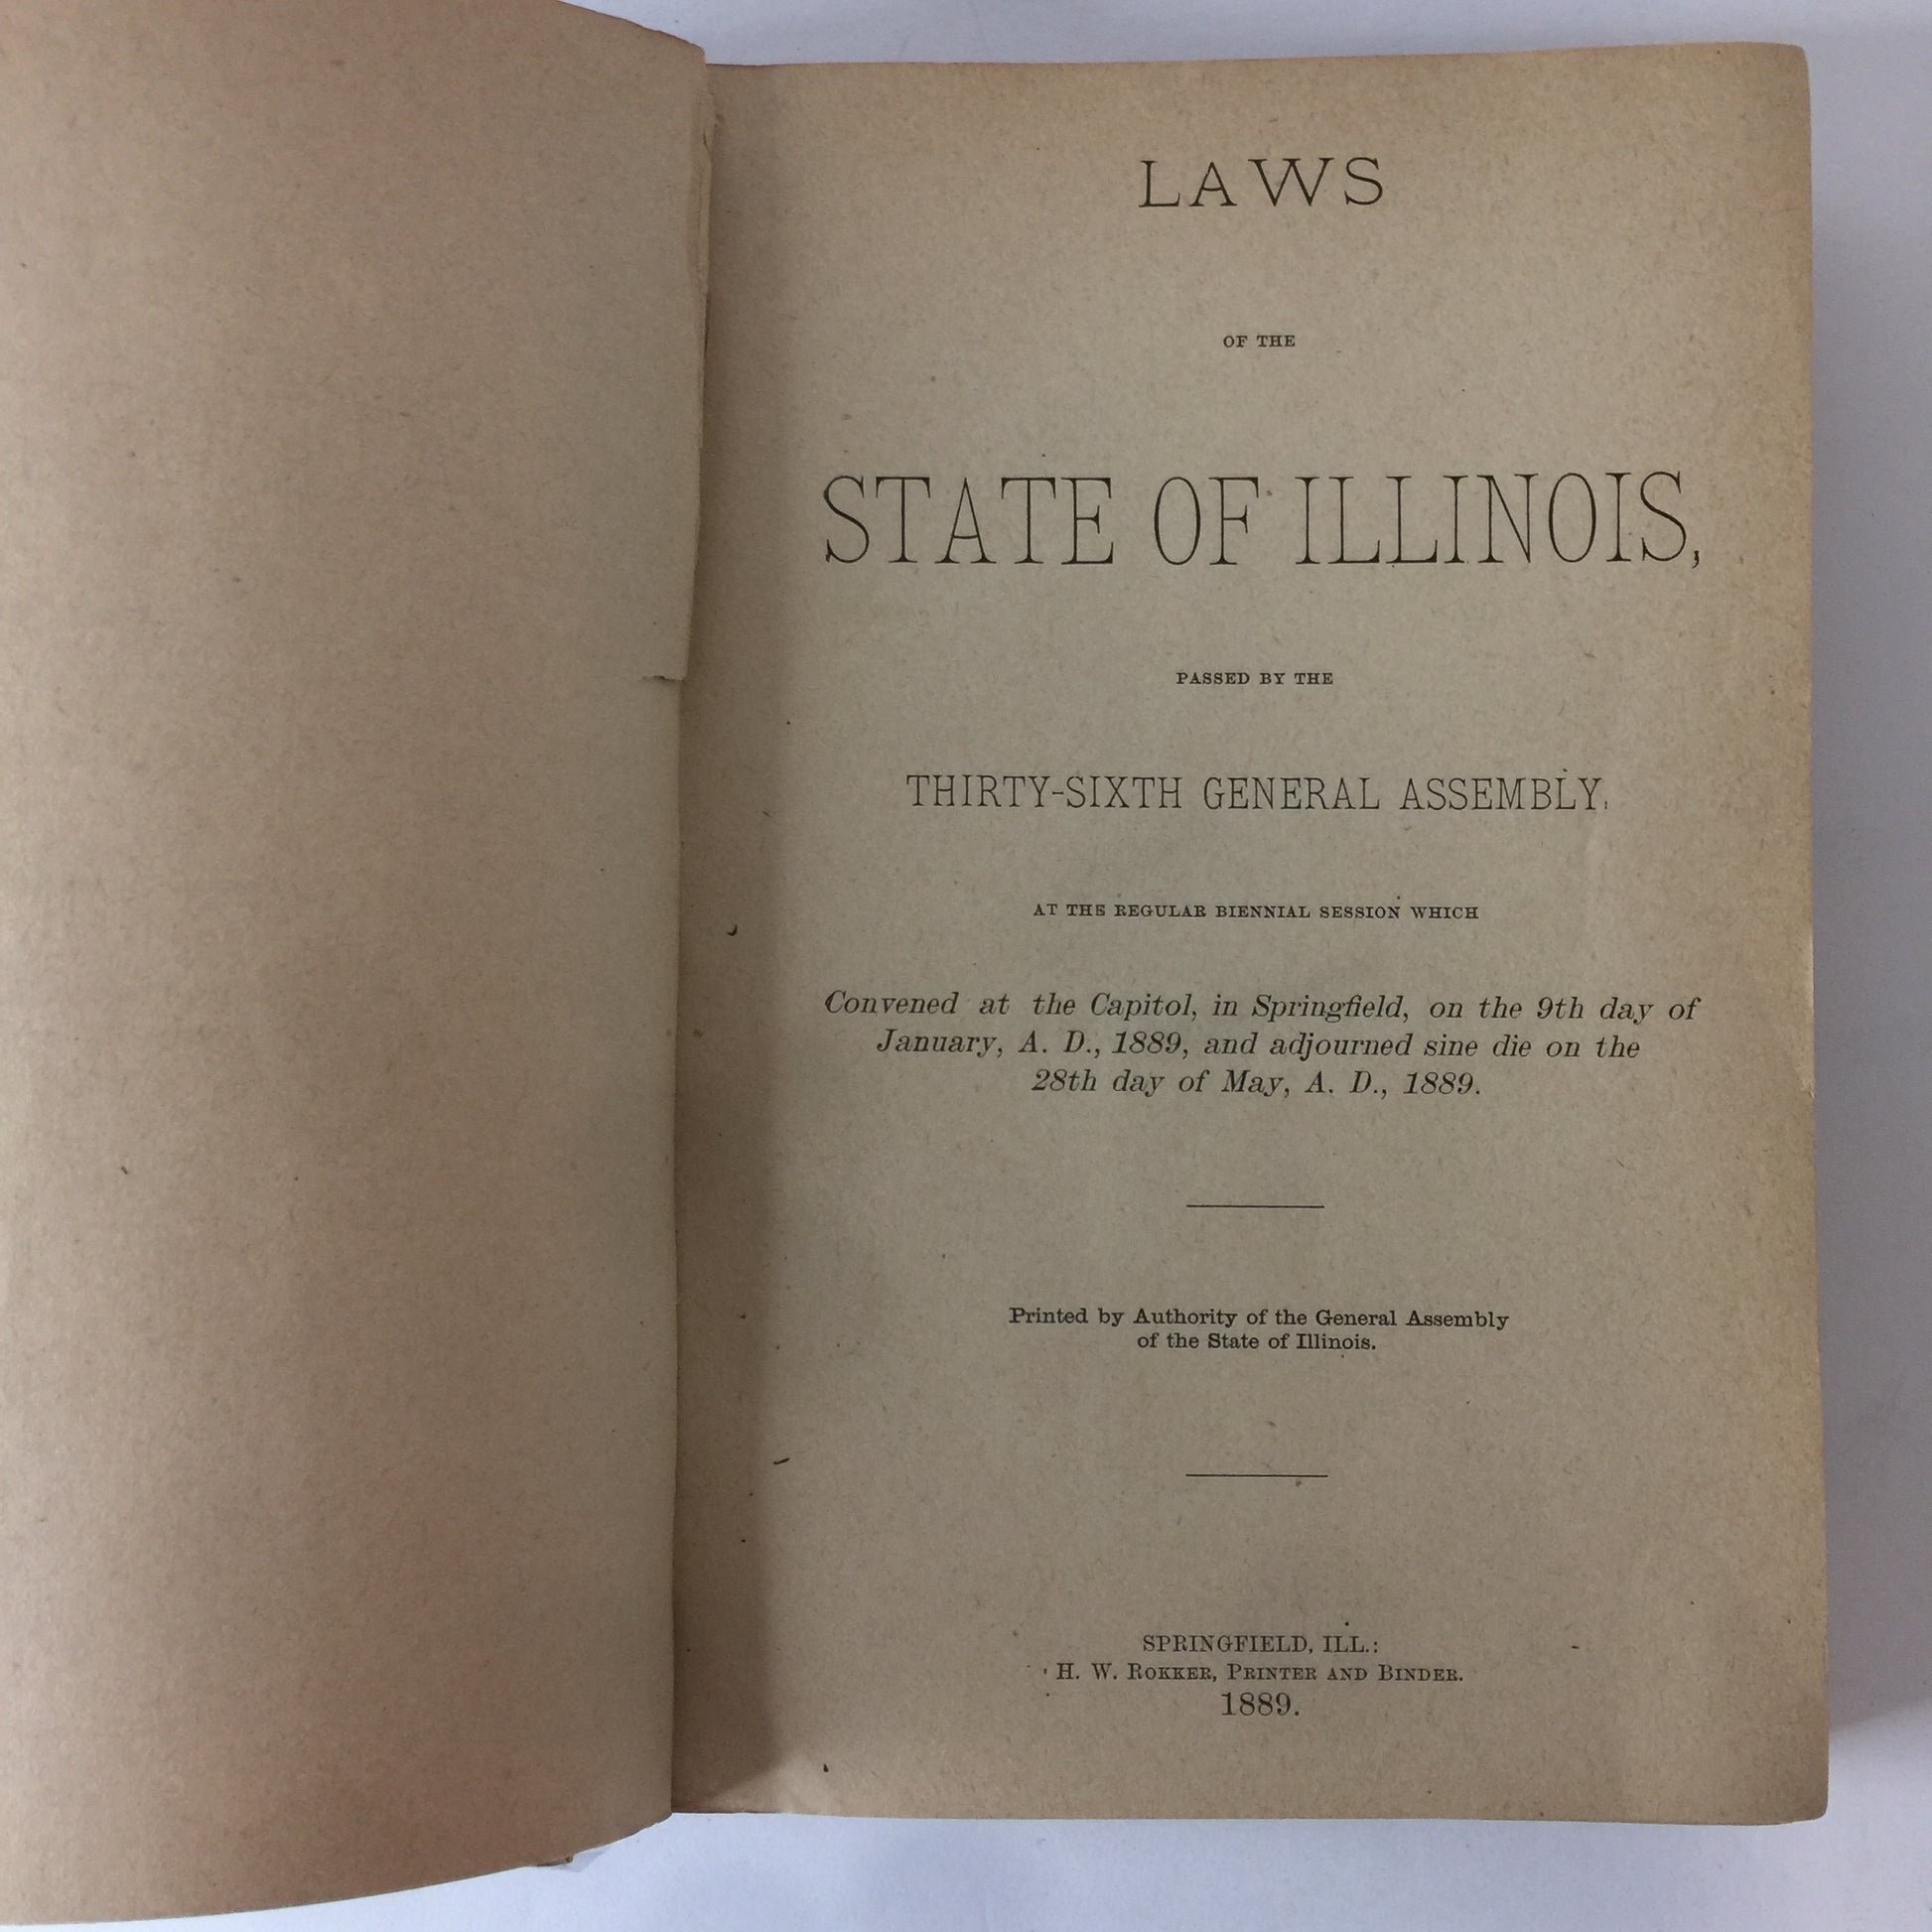 LAWS
OF THE
STATE OF ILLINOIS,
PASSED BY THE
THIRTY-SIXTH GENERAL ASSEMBLY,
AT THE REGULAR BIENNIAL SESSION WHICH
Convened at the Capitol, in Springfield, on the 9th day of
January, A. D., 1889, and adjourned sine die on the
28th day of May, A. D., 1889.
Printed by Authority of the General Assembly
of the State of Illinois.
SPRINGFIELD, ILL.:
H. W. ROKKER, PRINTER AND BINDER.
1889.